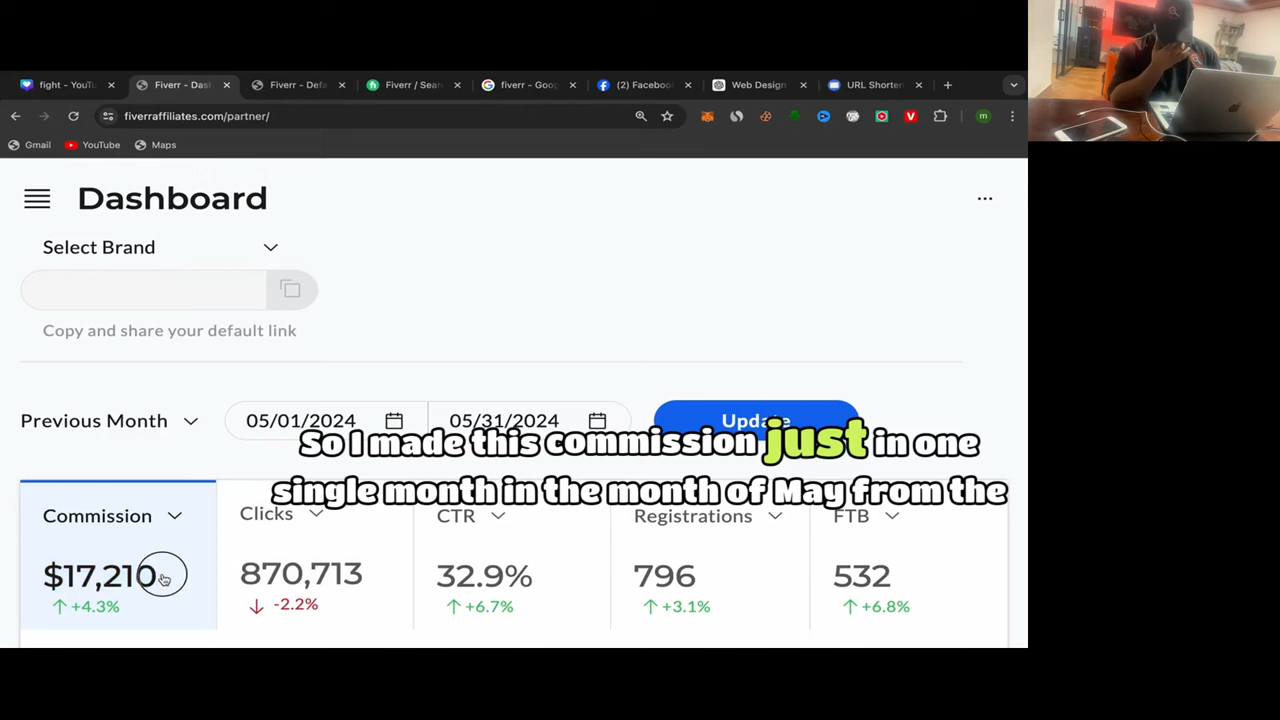 fight - YouTu
Fiverr - Dash
Fiverr - Defa
Fiverr / Sear
fiverr - Goog
(2) Facebook
Web Design
URL Shorten
fiverraffiliates.com/partner/
Gmail
YouTube
Maps
Dashboard
Select Brand
Copy and share your default link
Previous Month
05/01/2024
05/31/2024
Update
So I made this commission just in one
single month in the month of May from the
Commission
Clicks
CTR
Registrations
FTB
$17,210
870,713
32.9%
796
532
+4.3%
-2.2%
+6.7%
+3.1%
+6.8%